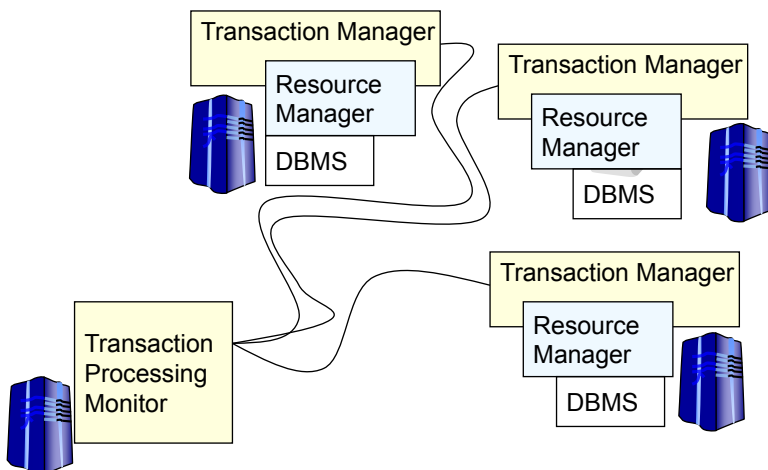 Transaction Manager
Resource
Manager
DBMS
Transaction Manager
Resource
Manager
DBMS
Transaction Manager
Resource
Manager
DBMS
Transaction
Processing
Monitor